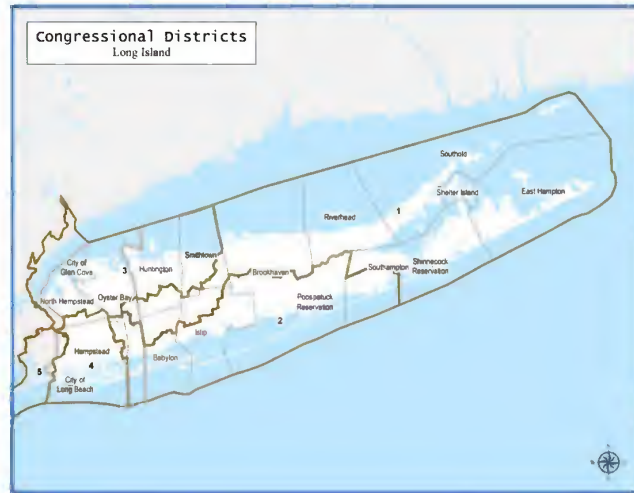 Congressional Districts
Long Island
Southold
Shelter Island
East Hampton
Riverhead
1
Smithtown
City of
Glen Cove
3
Huntington
Brookhaven
Southampton
Shinnecock
Reservation
North Hempstead
Oyster Bay
Poospatuck
Reservation
Islip
2
Hempstead
Babylon
5
4
City of
Long Beach